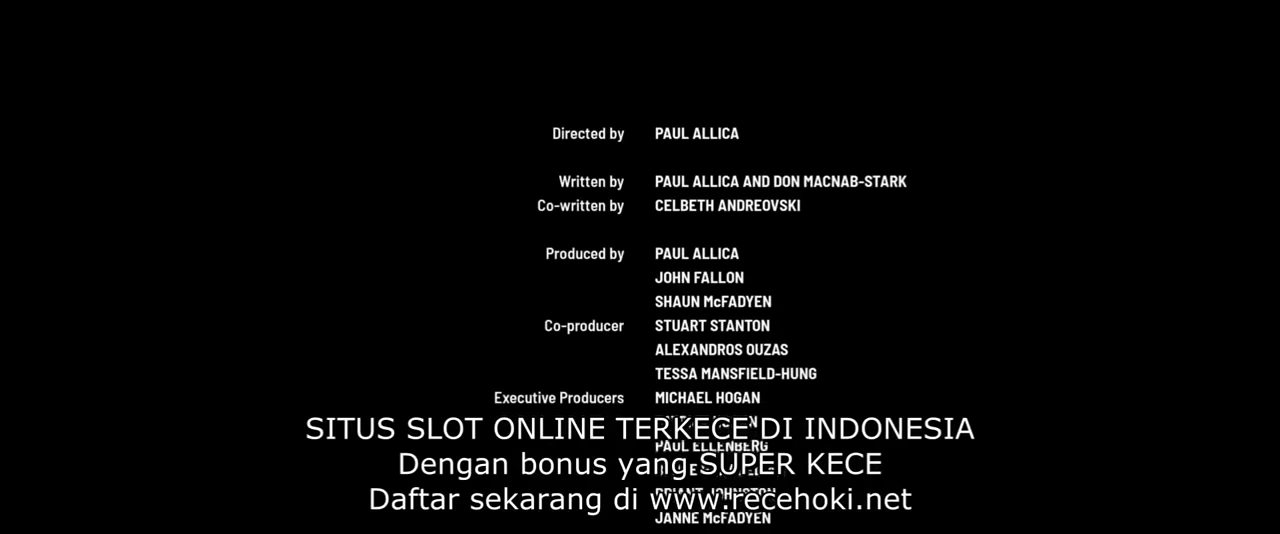 Directed by PAUL ALLICA
Written by PAUL ALLICA AND DON MACNAB-STARK
Co-written by CELBETH ANDREOVSKI
Produced by PAUL ALLICA
JOHN FALLON
SHAUN McFADYEN
Co-producer STUART STANTON
ALEXANDROS OUZAS
TESSA MANSFIELD-HUNG
Executive Producers MICHAEL HOGAN
SITUS SLOT ONLINE TERKECE DI INDONESIA
PAUL ELLENBERG
Dengan bonus yang SUPER KECE
BRIANT JOHNSTON
Daftar sekarang di www.recehoki.net
JANNE McFADYEN